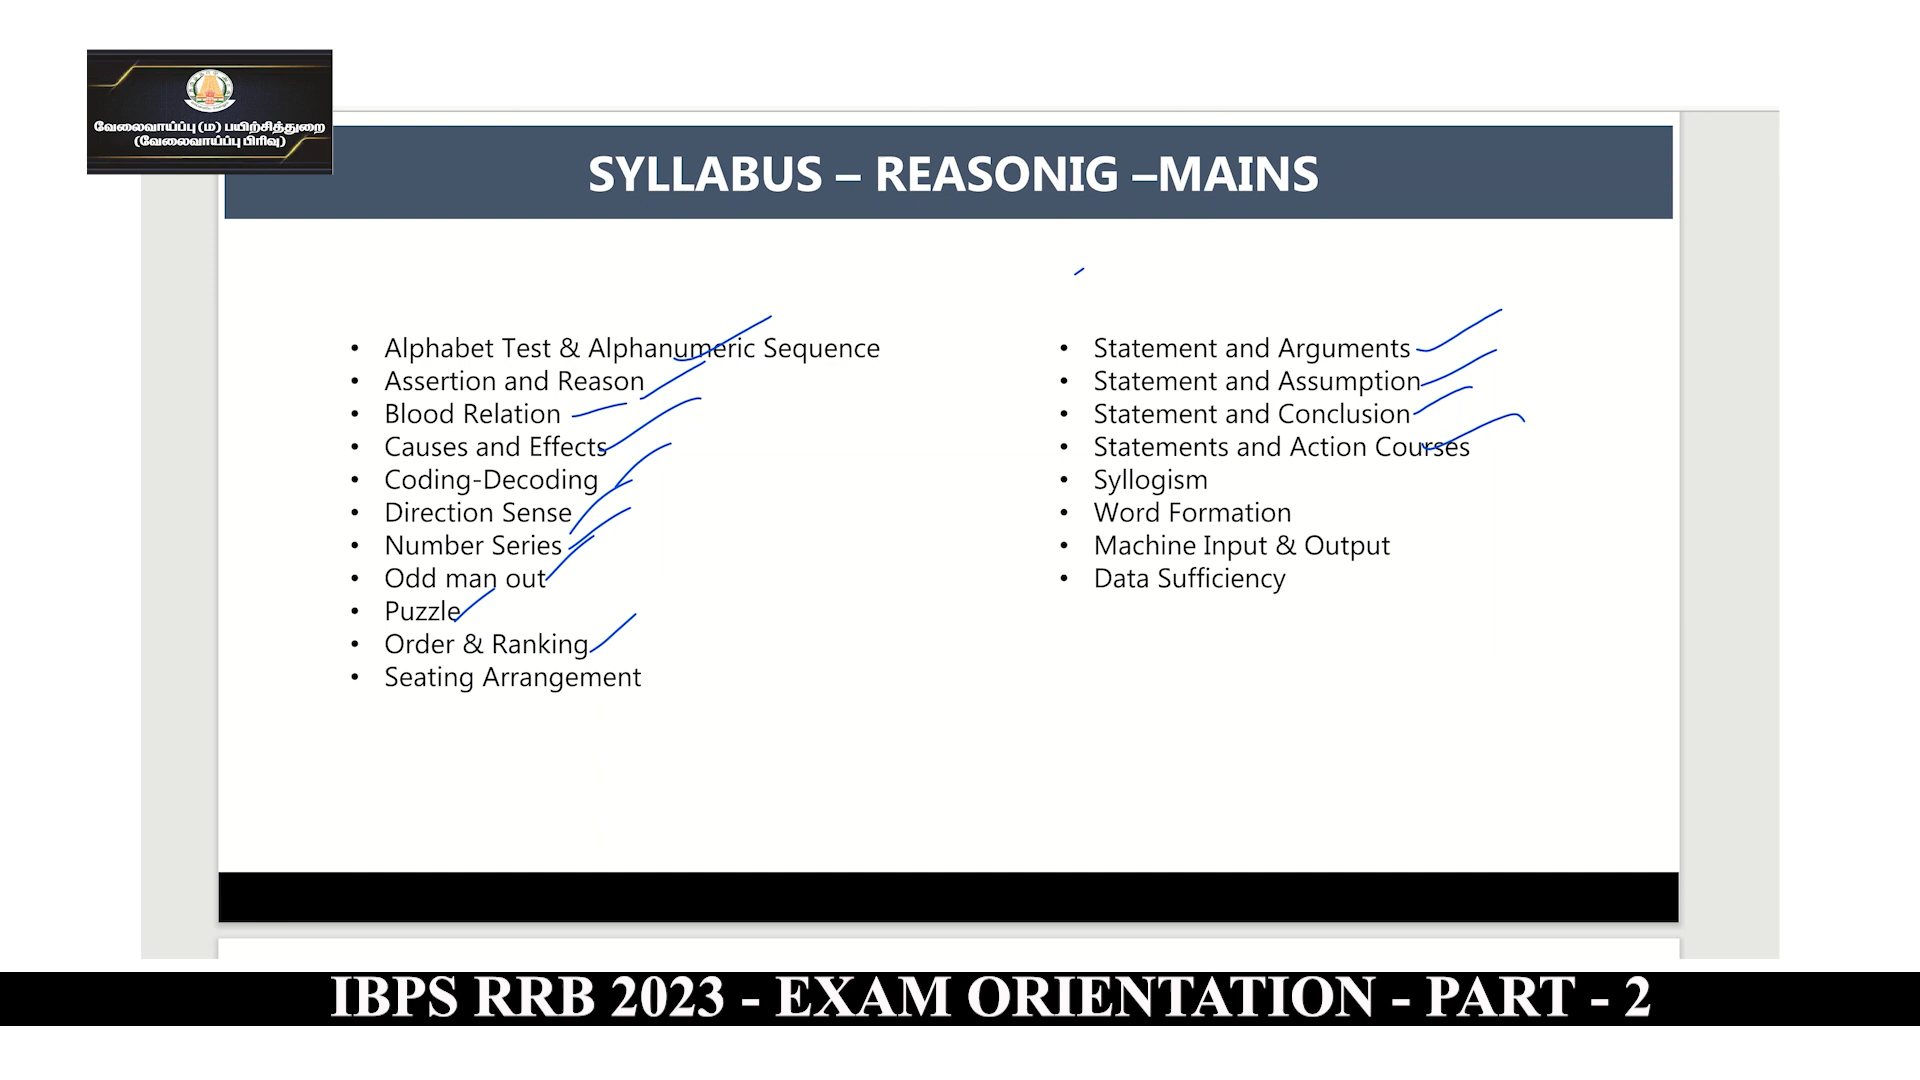 வேலைவாய்ப்பு (ம) பயிற்சித்துறை
(வேலைவாய்ப்பு பிரிவு)
SYLLABUS – REASONIG –MAINS
• Alphabet Test & Alphanumeric Sequence
• Assertion and Reason
• Blood Relation
• Causes and Effects
• Coding-Decoding
• Direction Sense
• Number Series
• Odd man out
• Puzzle
• Order & Ranking
• Seating Arrangement
• Statement and Arguments
• Statement and Assumption
• Statement and Conclusion
• Statements and Action Courses
• Syllogism
• Word Formation
• Machine Input & Output
• Data Sufficiency
IBPS RRB 2023 - EXAM ORIENTATION - PART - 2